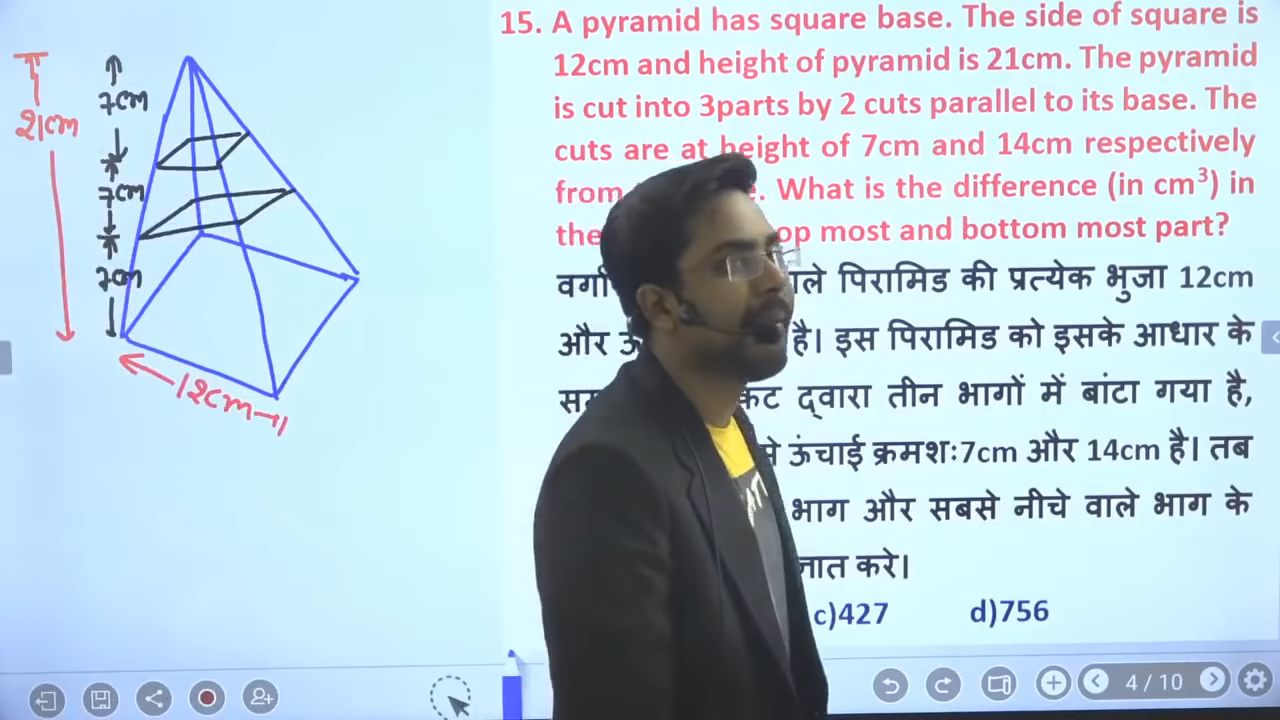 15. A pyramid has square base. The side of square is
12cm and height of pyramid is 21cm. The pyramid
is cut into 3parts by 2 cuts parallel to its base. The
cuts are at height of 7cm and 14cm respectively
from What is the difference (in cm³) in
the op most and bottom most part?
वर्गा ले पिरामिड की प्रत्येक भुजा 12cm
और है। इस पिरामिड को इसके आधार के
कट द्वारा तीन भागों में बांटा गया है,
से ऊंचाई क्रमशः7cm और 14cm है। तब
भाग और सबसे नीचे वाले भाग के
करे।
c)427 d)756
21cm
7cm
7cm
7cm
12cm
4 / 10